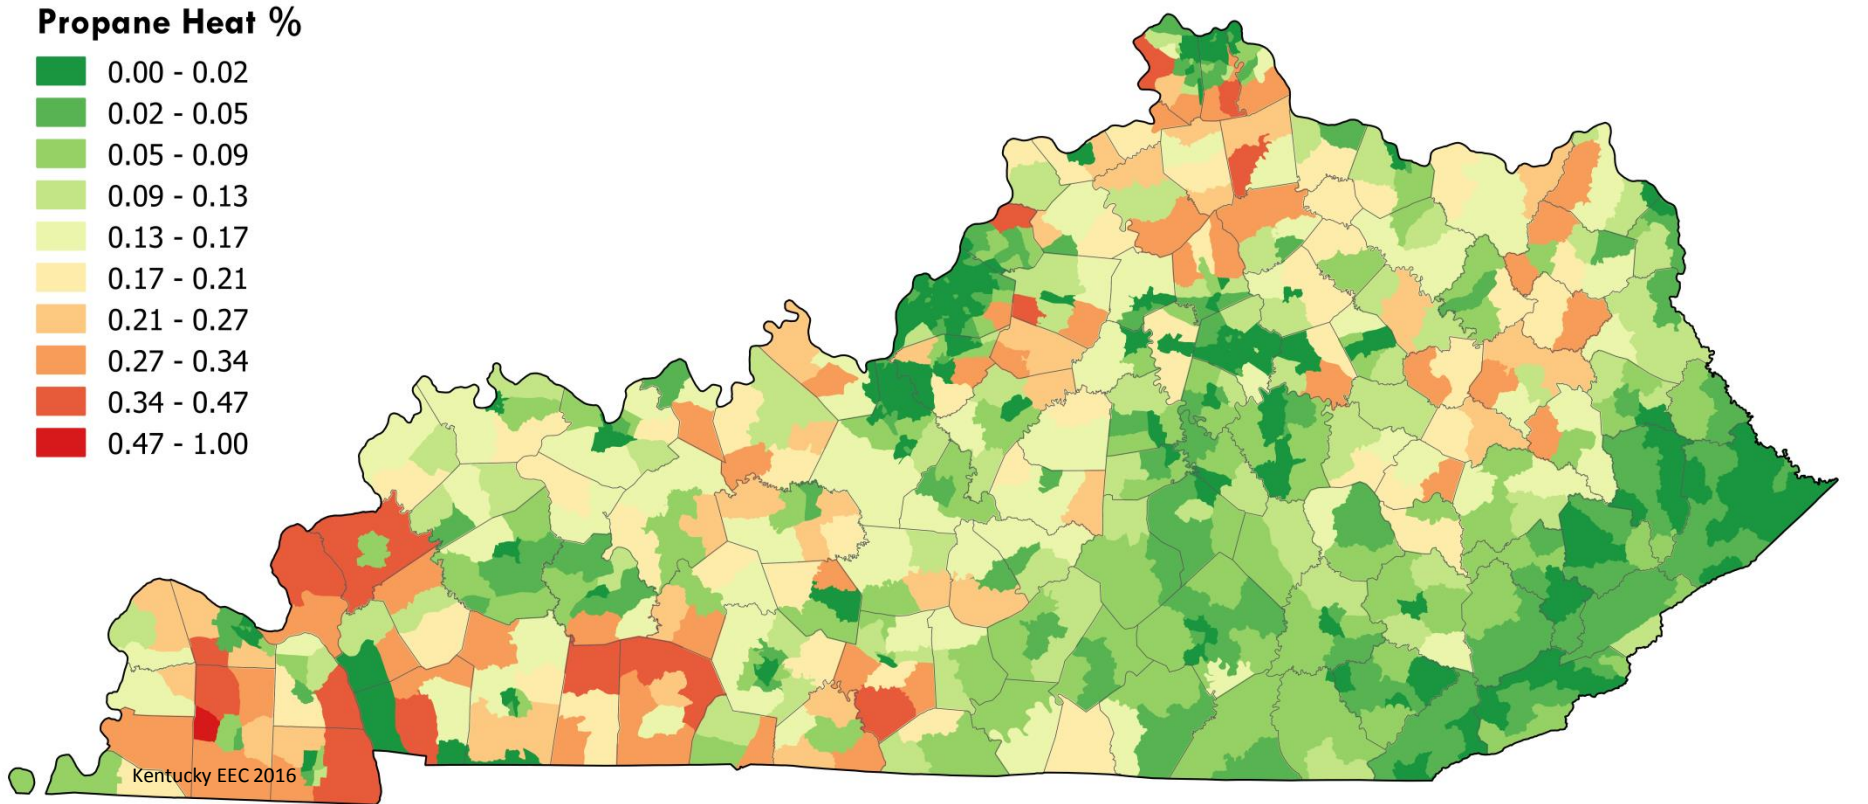 Propane Heat %
0.00 - 0.02
0.02 - 0.05
0.05 - 0.09
0.09 - 0.13
0.13 - 0.17
0.17 - 0.21
0.21 - 0.27
0.27 - 0.34
0.34 - 0.47
0.47 - 1.00
Kentucky EEC 2016